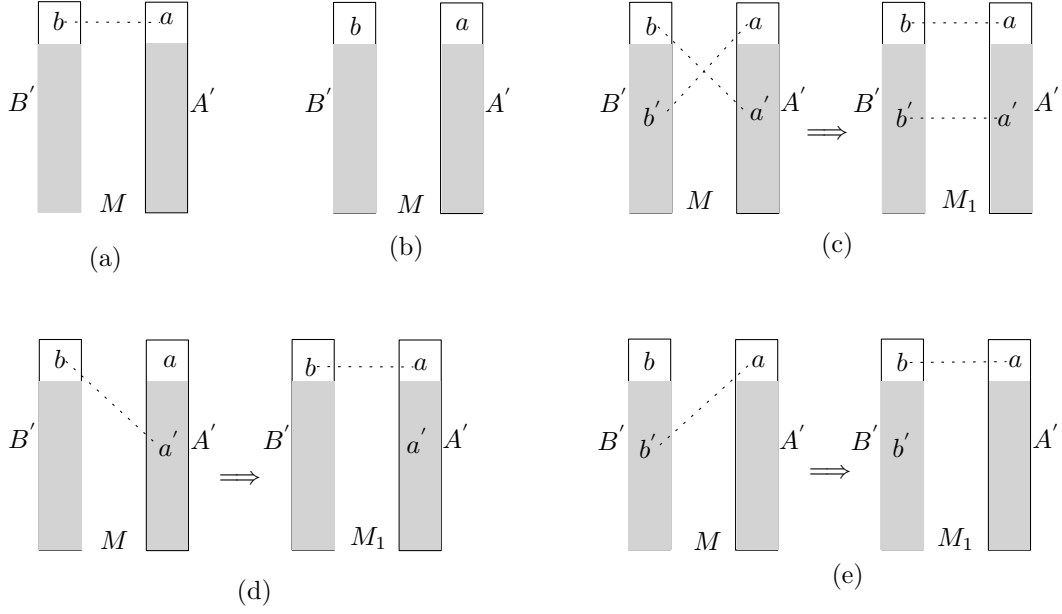 b a b a b a b a
B′ A′ B′ A′ B′ b′ a′ A′ B′ b′ a′ A′
⟹
M M M M₁
(a) (b) (c)
b a b a b a b a
B′ a′ A′ B′ a′ A′ B′ b′ A′ B′ b′ A′
⟹ ⟹
M M₁ M M₁
(d) (e)